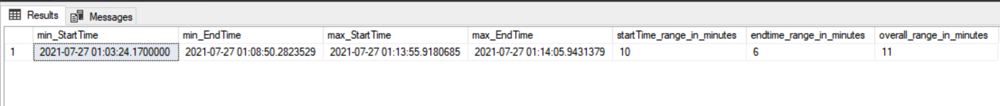 Results Messages
min_StartTime min_EndTime max_StartTime max_EndTime startTime_range_in_minutes endtime_range_in_minutes overall_range_in_minutes
1 2021-07-27 01:03:24.1700000 2021-07-27 01:08:50.2823529 2021-07-27 01:13:55.9180685 2021-07-27 01:14:05.9431379 10 6 11